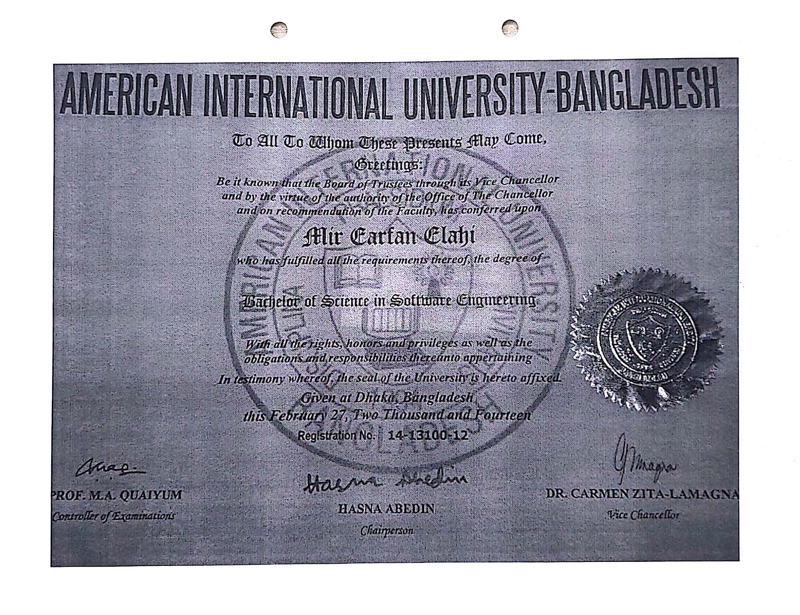 AMERICAN INTERNATIONAL UNIVERSITY-BANGLADESH
To All To Whom These Presents May Come,
Greetings:
Be it known that the Board of Trustees through its Vice Chancellor
and by the virtue of the authority of the Office of The Chancellor
and on recommendation of the Faculty, has conferred upon
Mir Earfan Elahi
who has fulfilled all the requirements thereof, the degree of
Bachelor of Science in Software Engineering
With all the rights, honors and privileges as well as the
obligations and responsibilities thereunto appertaining
In testimony whereof, the seal of the University is hereto affixed.
Given at Dhaka, Bangladesh
this February 27, Two Thousand and Fourteen
Registration No. 14-13100-12
Hasna Abedin
PROF. M.A. QUAIYUM
Controller of Examinations
HASNA ABEDIN
Chairperson
DR. CARMEN ZITA-LAMAGNA
Vice Chancellor
AMERICAN INTERNATIONAL UNIVERSITY
BANGLADESH